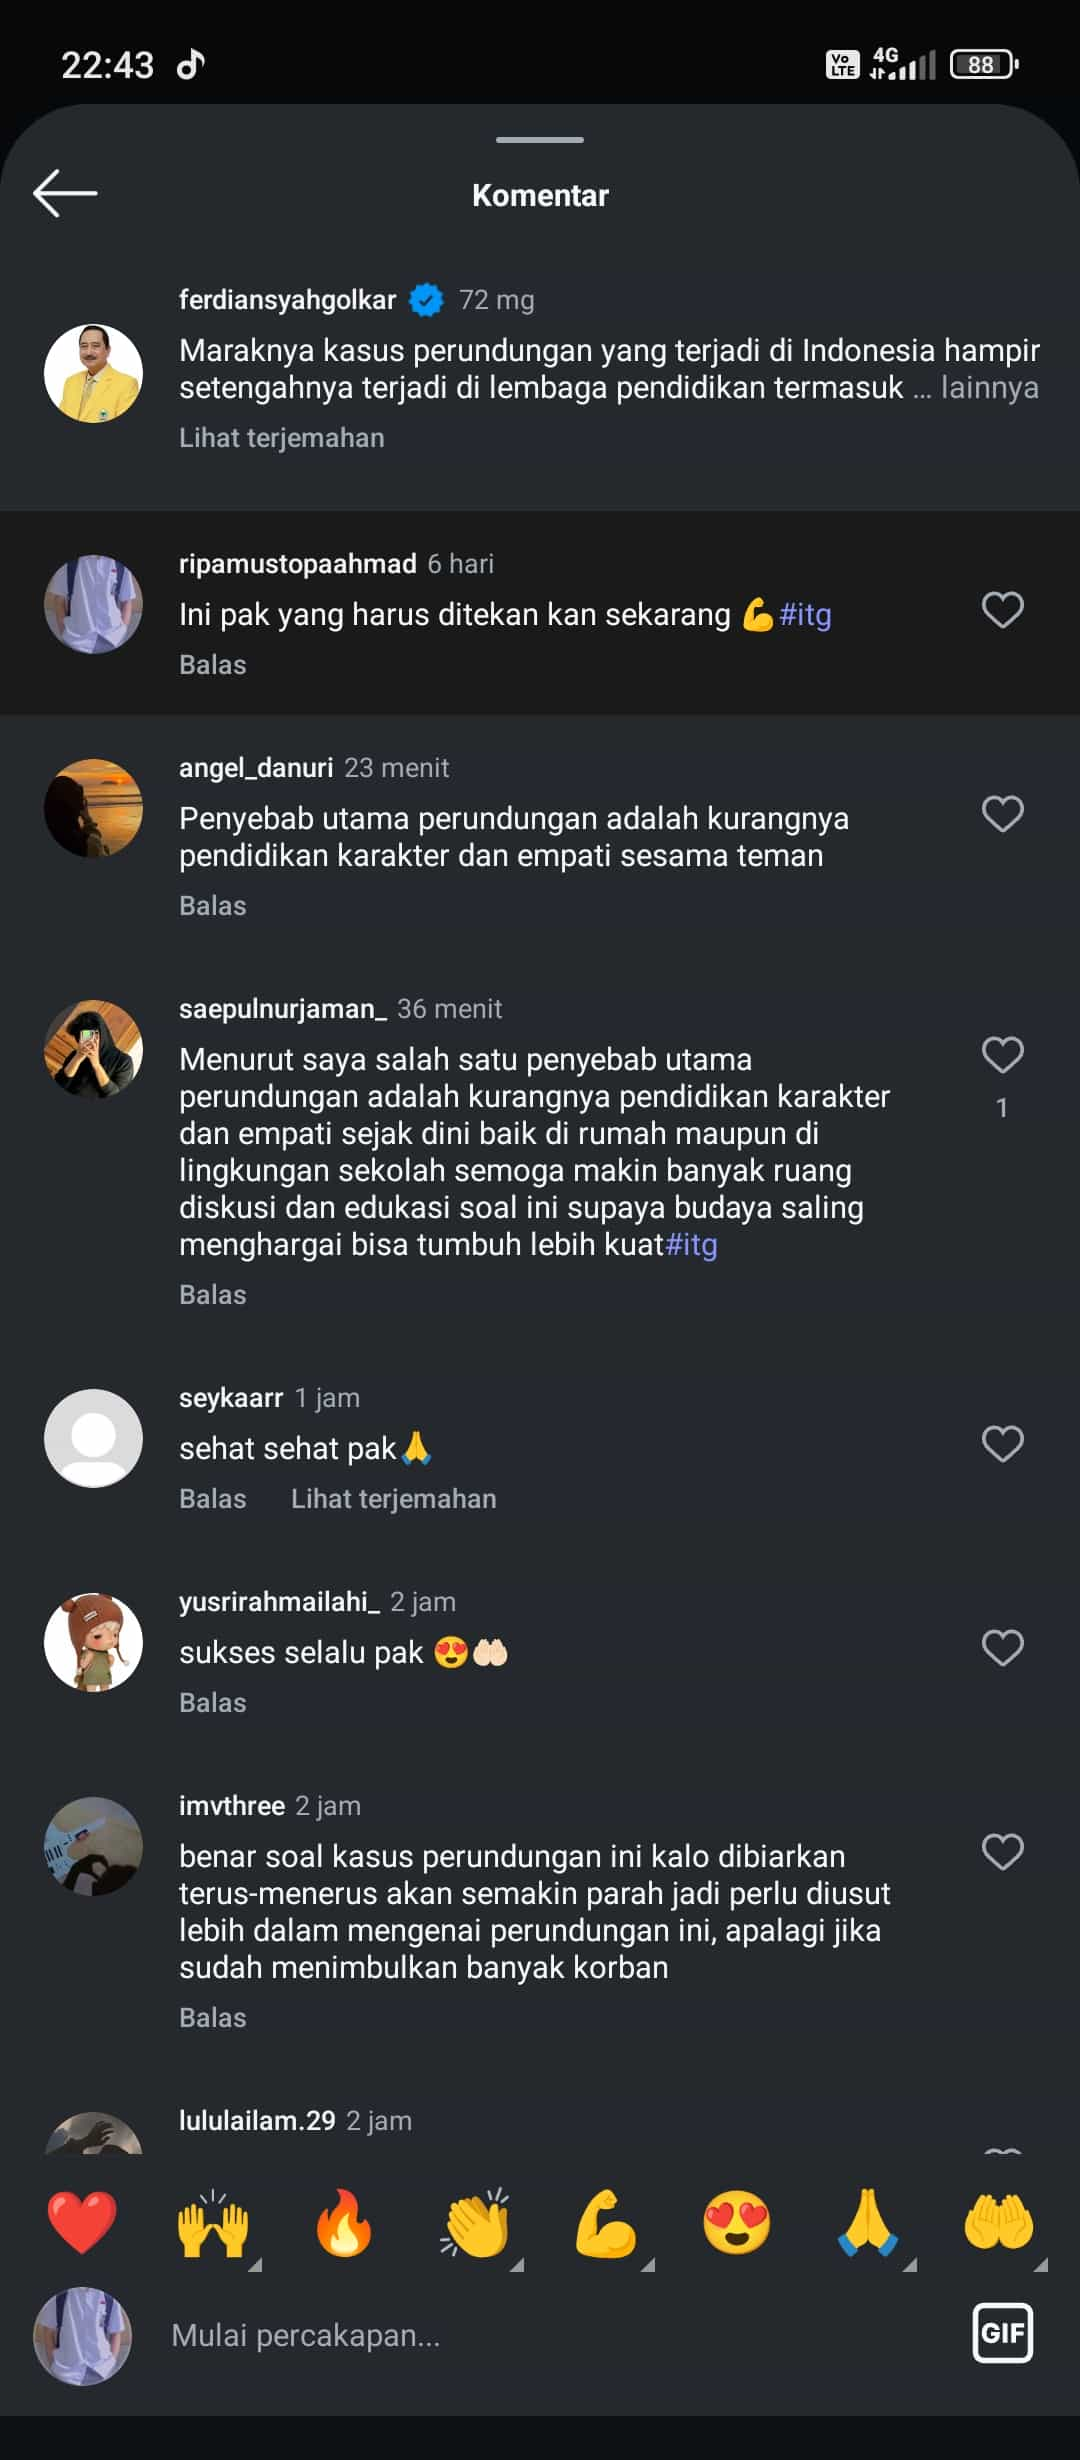 22:43
Vo LTE 4G 88
Komentar
ferdiansyahgolkar 72 mg
Maraknya kasus perundungan yang terjadi di Indonesia hampir
setengahnya terjadi di lembaga pendidikan termasuk ... lainnya
Lihat terjemahan
ripamustopaahmad 6 hari
Ini pak yang harus ditekan kan sekarang 💪#itg
Balas
angel_danuri 23 menit
Penyebab utama perundungan adalah kurangnya
pendidikan karakter dan empati sesama teman
Balas
saepulnurjaman_ 36 menit
Menurut saya salah satu penyebab utama
perundungan adalah kurangnya pendidikan karakter
dan empati sejak dini baik di rumah maupun di
lingkungan sekolah semoga makin banyak ruang
diskusi dan edukasi soal ini supaya budaya saling
menghargai bisa tumbuh lebih kuat#itg
1
Balas
seykaarr 1 jam
sehat sehat pak🙏
Balas Lihat terjemahan
yusrirahmailahi_ 2 jam
sukses selalu pak 😍🤲🏻
Balas
imvthree 2 jam
benar soal kasus perundungan ini kalo dibiarkan
terus-menerus akan semakin parah jadi perlu diusut
lebih dalam mengenai perundungan ini, apalagi jika
sudah menimbulkan banyak korban
Balas
lululailam.29 2 jam
Mulai percakapan...
GIF